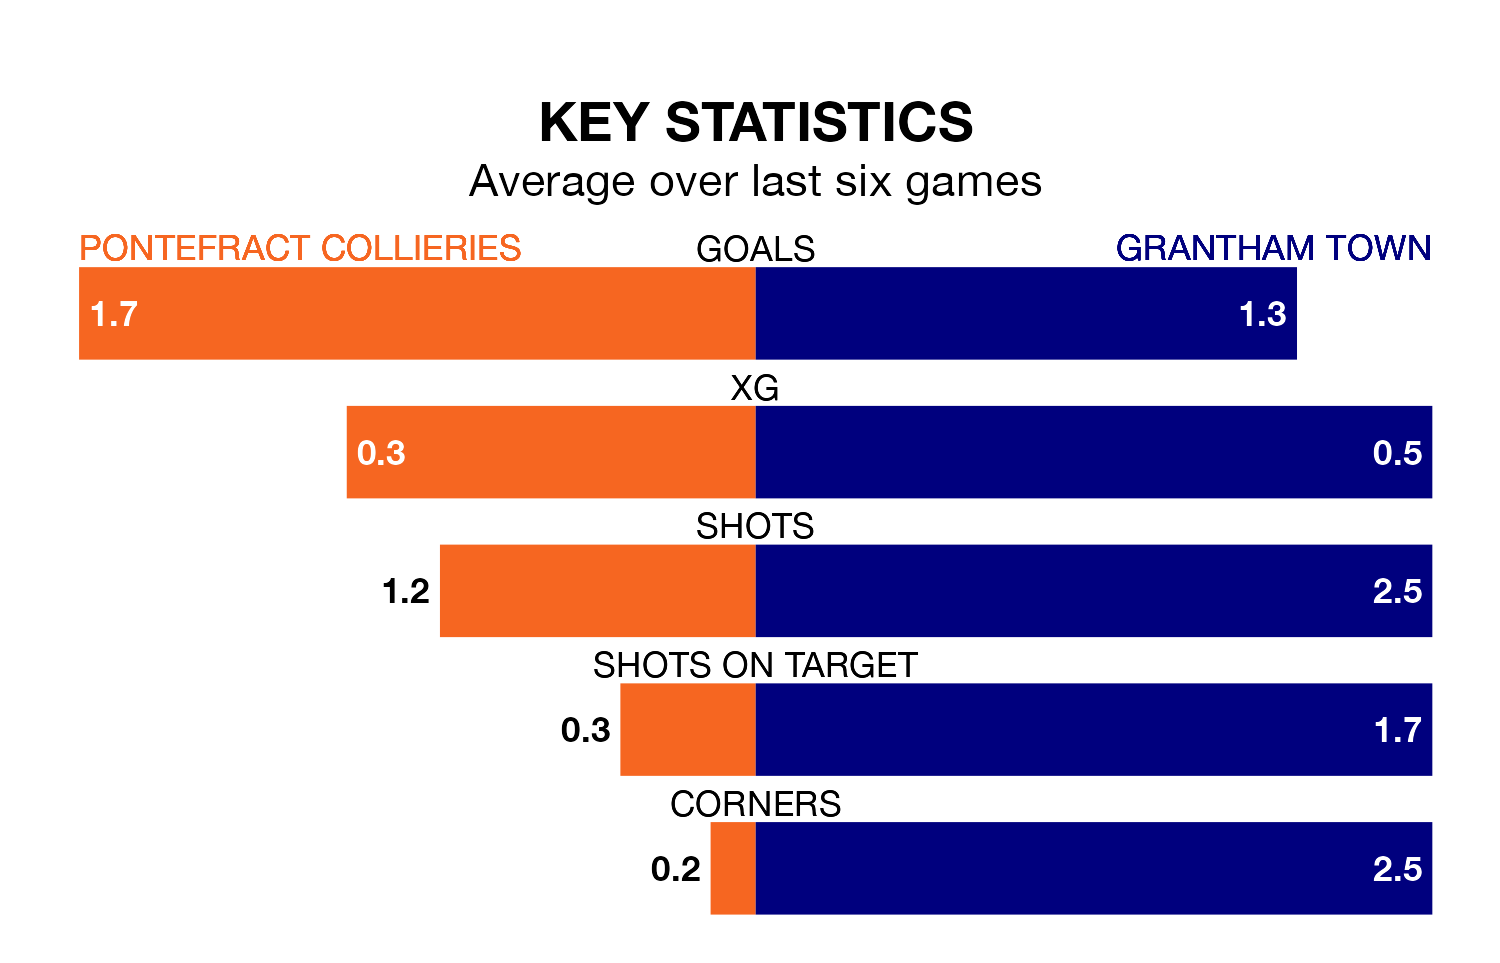 KEY STATISTICS
Average over last six games
PONTEFRACT COLLIERIES GOALS GRANTHAM TOWN
1.7 1.3
XG
0.3 0.5
SHOTS
1.2 2.5
SHOTS ON TARGET
0.3 1.7
CORNERS
0.2 2.5